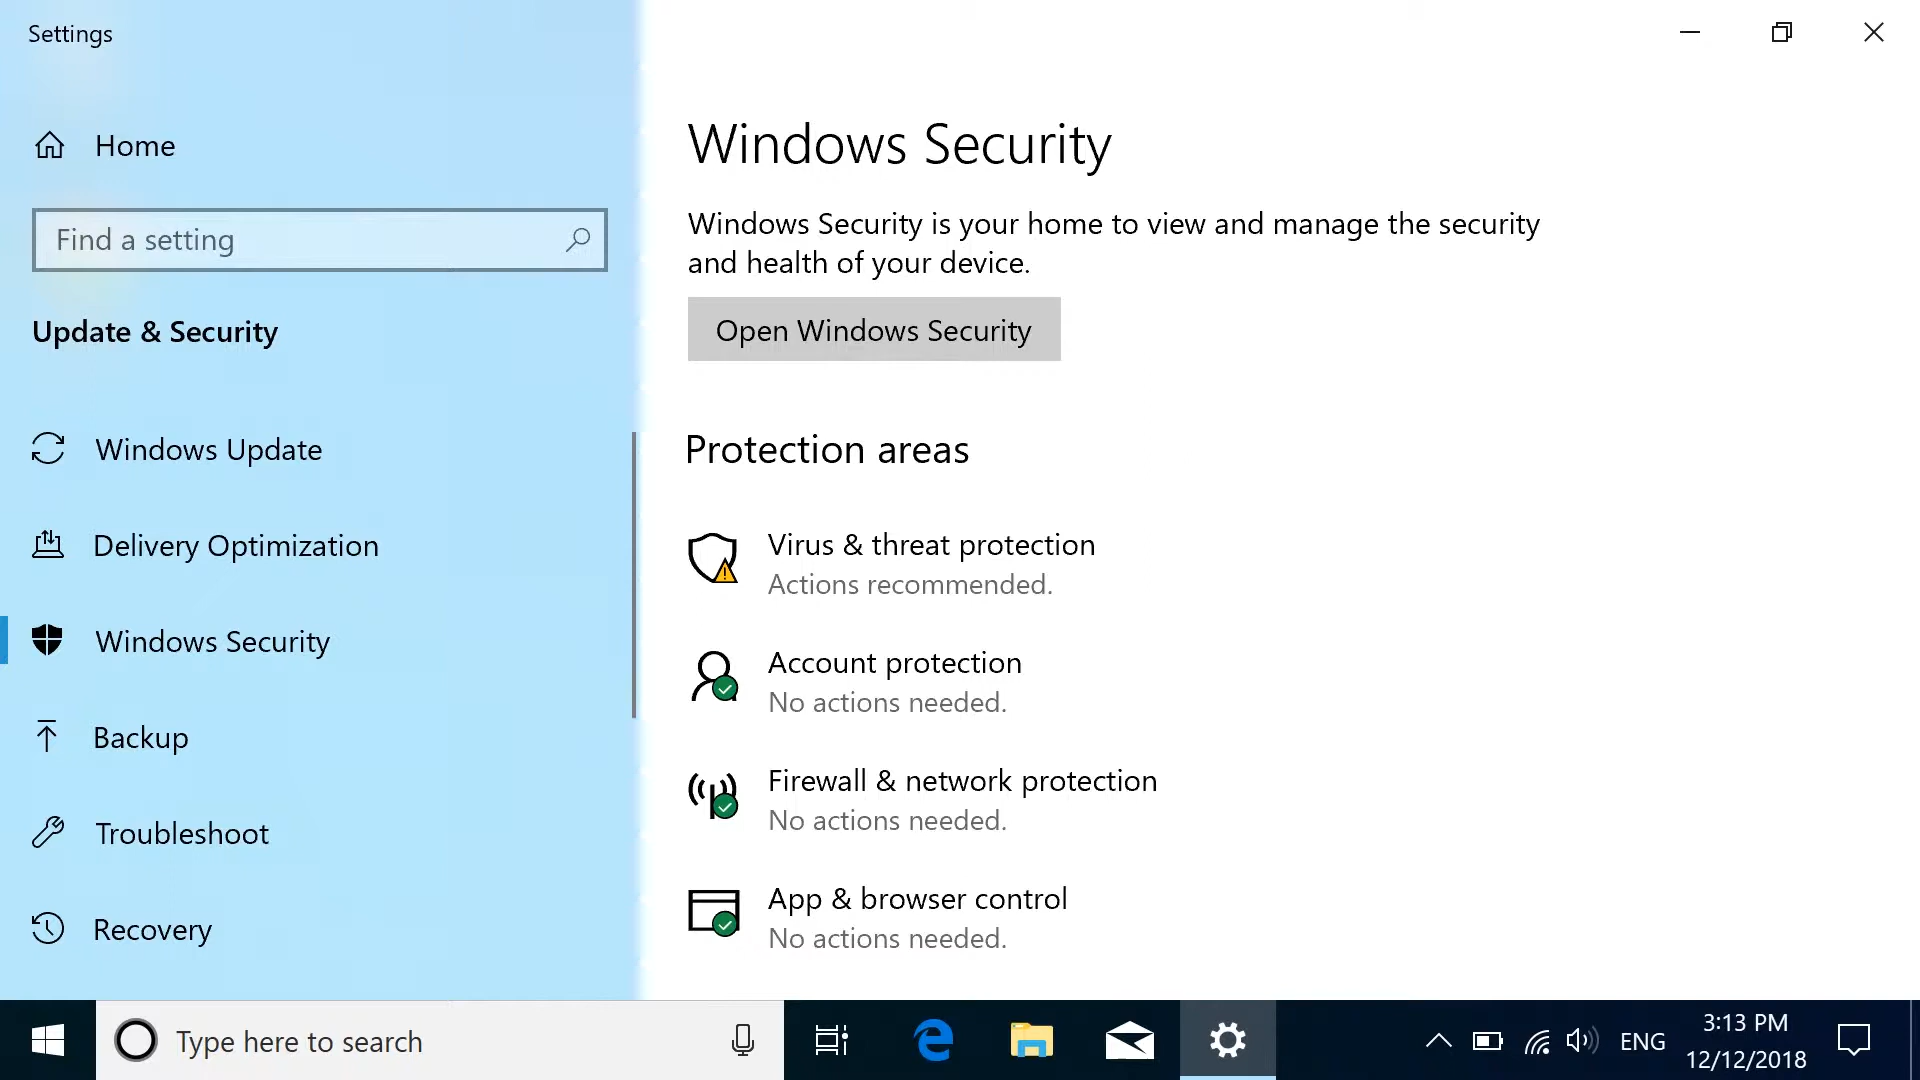 Settings
Home
Find a setting
Update & Security
Windows Update
Delivery Optimization
Windows Security
Backup
Troubleshoot
Recovery
Windows Security
Windows Security is your home to view and manage the security
and health of your device.
Open Windows Security
Protection areas
Virus & threat protection
Actions recommended.
Account protection
No actions needed.
Firewall & network protection
No actions needed.
App & browser control
No actions needed.
Type here to search
ENG
3:13 PM
12/12/2018